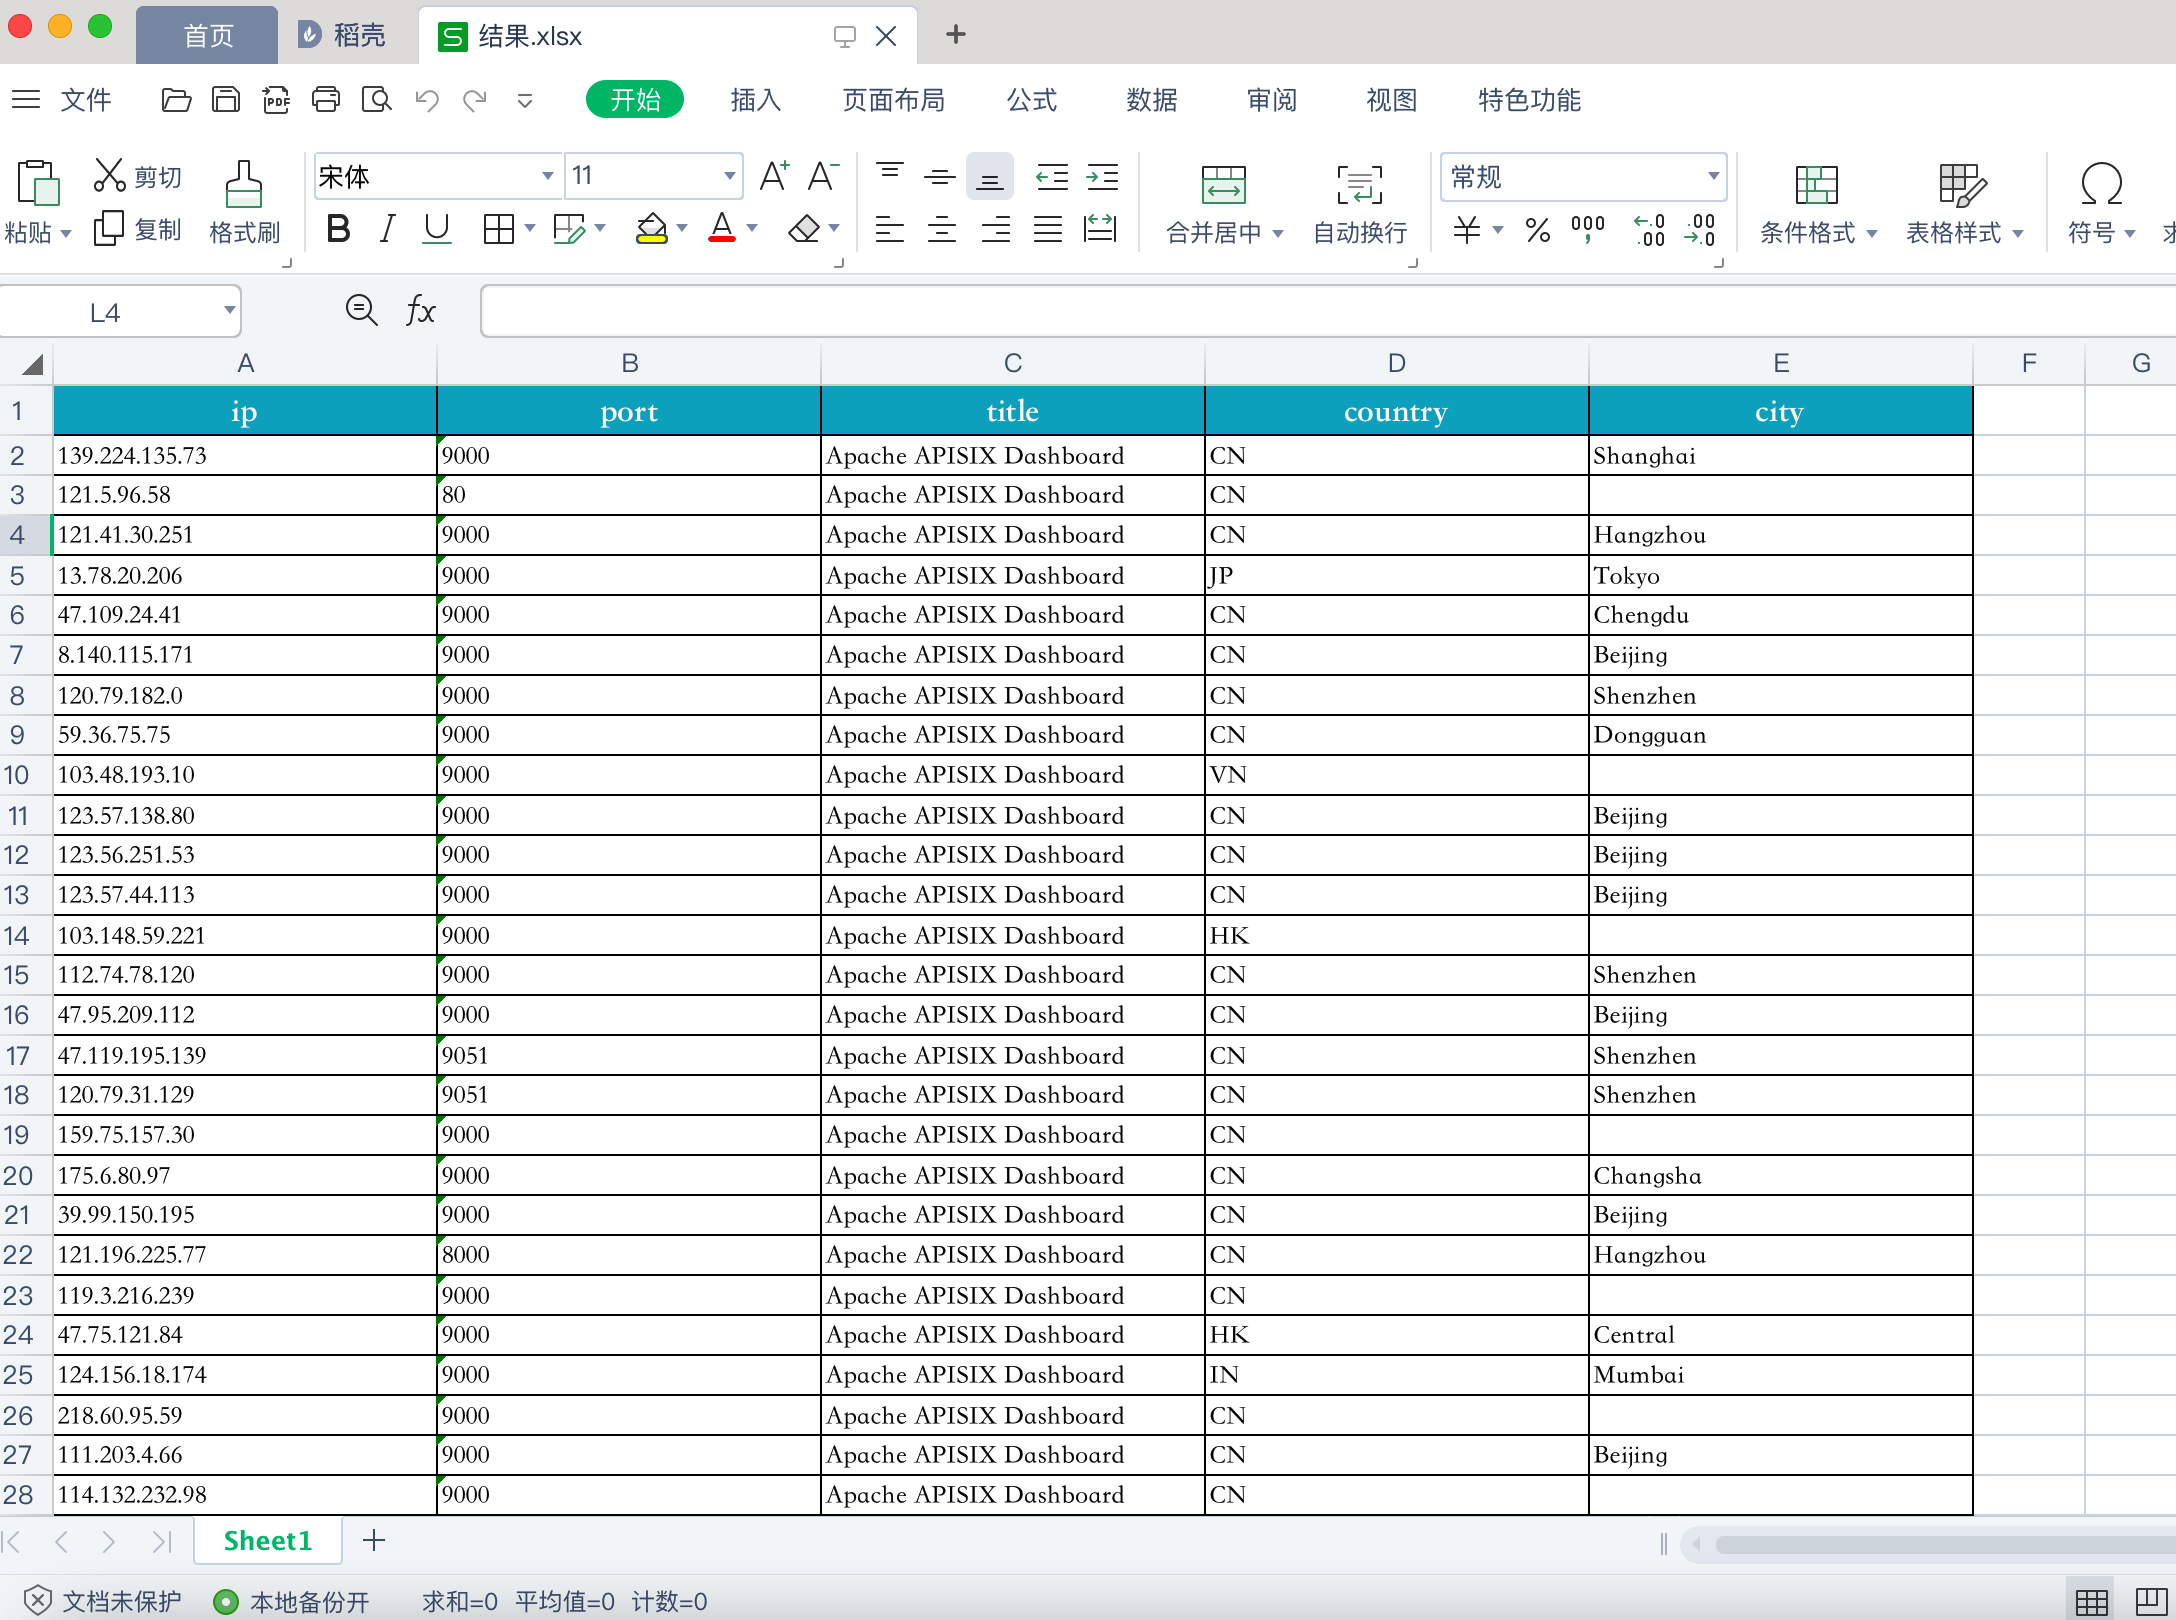 首页 稻壳 结果.xlsx
文件 开始 插入 页面布局 公式 数据 审阅 视图 特色功能
粘贴 剪切 复制 格式刷 宋体 11 合并居中 自动换行 常规 条件格式 表格样式 符号
L4
A B C D E F G
1 ip port title country city
2 139.224.135.73 9000 Apache APISIX Dashboard CN Shanghai
3 121.5.96.58 80 Apache APISIX Dashboard CN
4 121.41.30.251 9000 Apache APISIX Dashboard CN Hangzhou
5 13.78.20.206 9000 Apache APISIX Dashboard JP Tokyo
6 47.109.24.41 9000 Apache APISIX Dashboard CN Chengdu
7 8.140.115.171 9000 Apache APISIX Dashboard CN Beijing
8 120.79.182.0 9000 Apache APISIX Dashboard CN Shenzhen
9 59.36.75.75 9000 Apache APISIX Dashboard CN Dongguan
10 103.48.193.10 9000 Apache APISIX Dashboard VN
11 123.57.138.80 9000 Apache APISIX Dashboard CN Beijing
12 123.56.251.53 9000 Apache APISIX Dashboard CN Beijing
13 123.57.44.113 9000 Apache APISIX Dashboard CN Beijing
14 103.148.59.221 9000 Apache APISIX Dashboard HK
15 112.74.78.120 9000 Apache APISIX Dashboard CN Shenzhen
16 47.95.209.112 9000 Apache APISIX Dashboard CN Beijing
17 47.119.195.139 9051 Apache APISIX Dashboard CN Shenzhen
18 120.79.31.129 9051 Apache APISIX Dashboard CN Shenzhen
19 159.75.157.30 9000 Apache APISIX Dashboard CN
20 175.6.80.97 9000 Apache APISIX Dashboard CN Changsha
21 39.99.150.195 9000 Apache APISIX Dashboard CN Beijing
22 121.196.225.77 8000 Apache APISIX Dashboard CN Hangzhou
23 119.3.216.239 9000 Apache APISIX Dashboard CN
24 47.75.121.84 9000 Apache APISIX Dashboard HK Central
25 124.156.18.174 9000 Apache APISIX Dashboard IN Mumbai
26 218.60.95.59 9000 Apache APISIX Dashboard CN
27 111.203.4.66 9000 Apache APISIX Dashboard CN Beijing
28 114.132.232.98 9000 Apache APISIX Dashboard CN
Sheet1
文档未保护 本地备份开 求和=0 平均值=0 计数=0